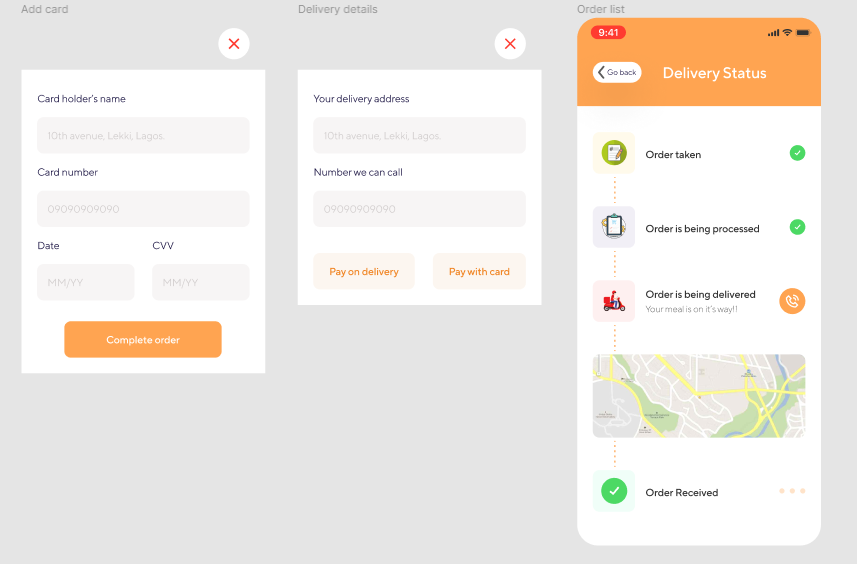 Add card
Card holder's name
10th avenue, Lekki, Lagos.
Card number
09090909090
Date
CVV
MM/YY
MM/YY
Complete order
Delivery details
Your delivery address
10th avenue, Lekki, Lagos.
Number we can call
09090909090
Pay on delivery
Pay with card
Order list
9:41
Go back
Delivery Status
Order taken
Order is being processed
Order is being delivered
Your meal is on it's way!!
Order Received